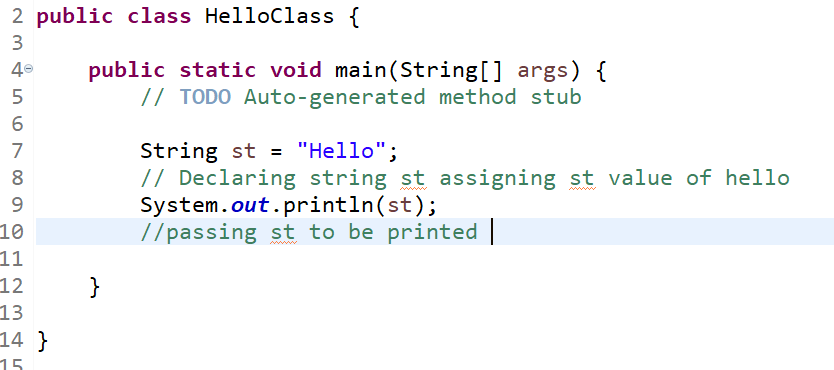 2 public class HelloClass {
3
4 public static void main(String[] args) {
5 // TODO Auto-generated method stub
6
7 String st = "Hello";
8 // Declaring string st assigning st value of hello
9 System.out.println(st);
10 //passing st to be printed
11
12 }
13
14 }
15